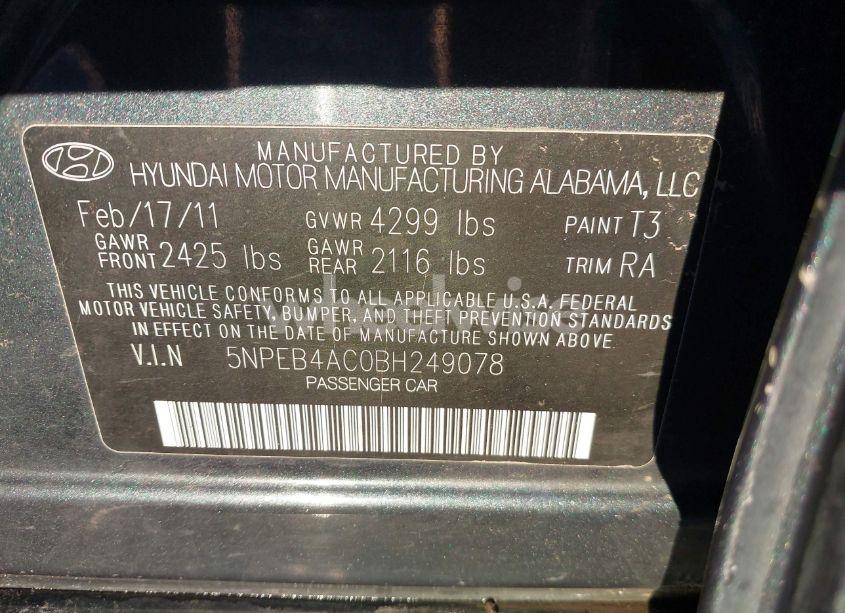 MANUFACTURED BY
HYUNDAI MOTOR MANUFACTURING ALABAMA, LLC
Feb/17/11 GVWR 4299 lbs PAINT T3
GAWR FRONT 2425 lbs GAWR REAR 2116 lbs TRIM RA
THIS VEHICLE CONFORMS TO ALL APPLICABLE U.S.A. FEDERAL
MOTOR VEHICLE SAFETY, BUMPER, AND THEFT PREVENTION STANDARDS
IN EFFECT ON THE DATE OF MANUFACTURE SHOWN ABOVE.
V.I.N 5NPEB4AC0BH249078
PASSENGER CAR